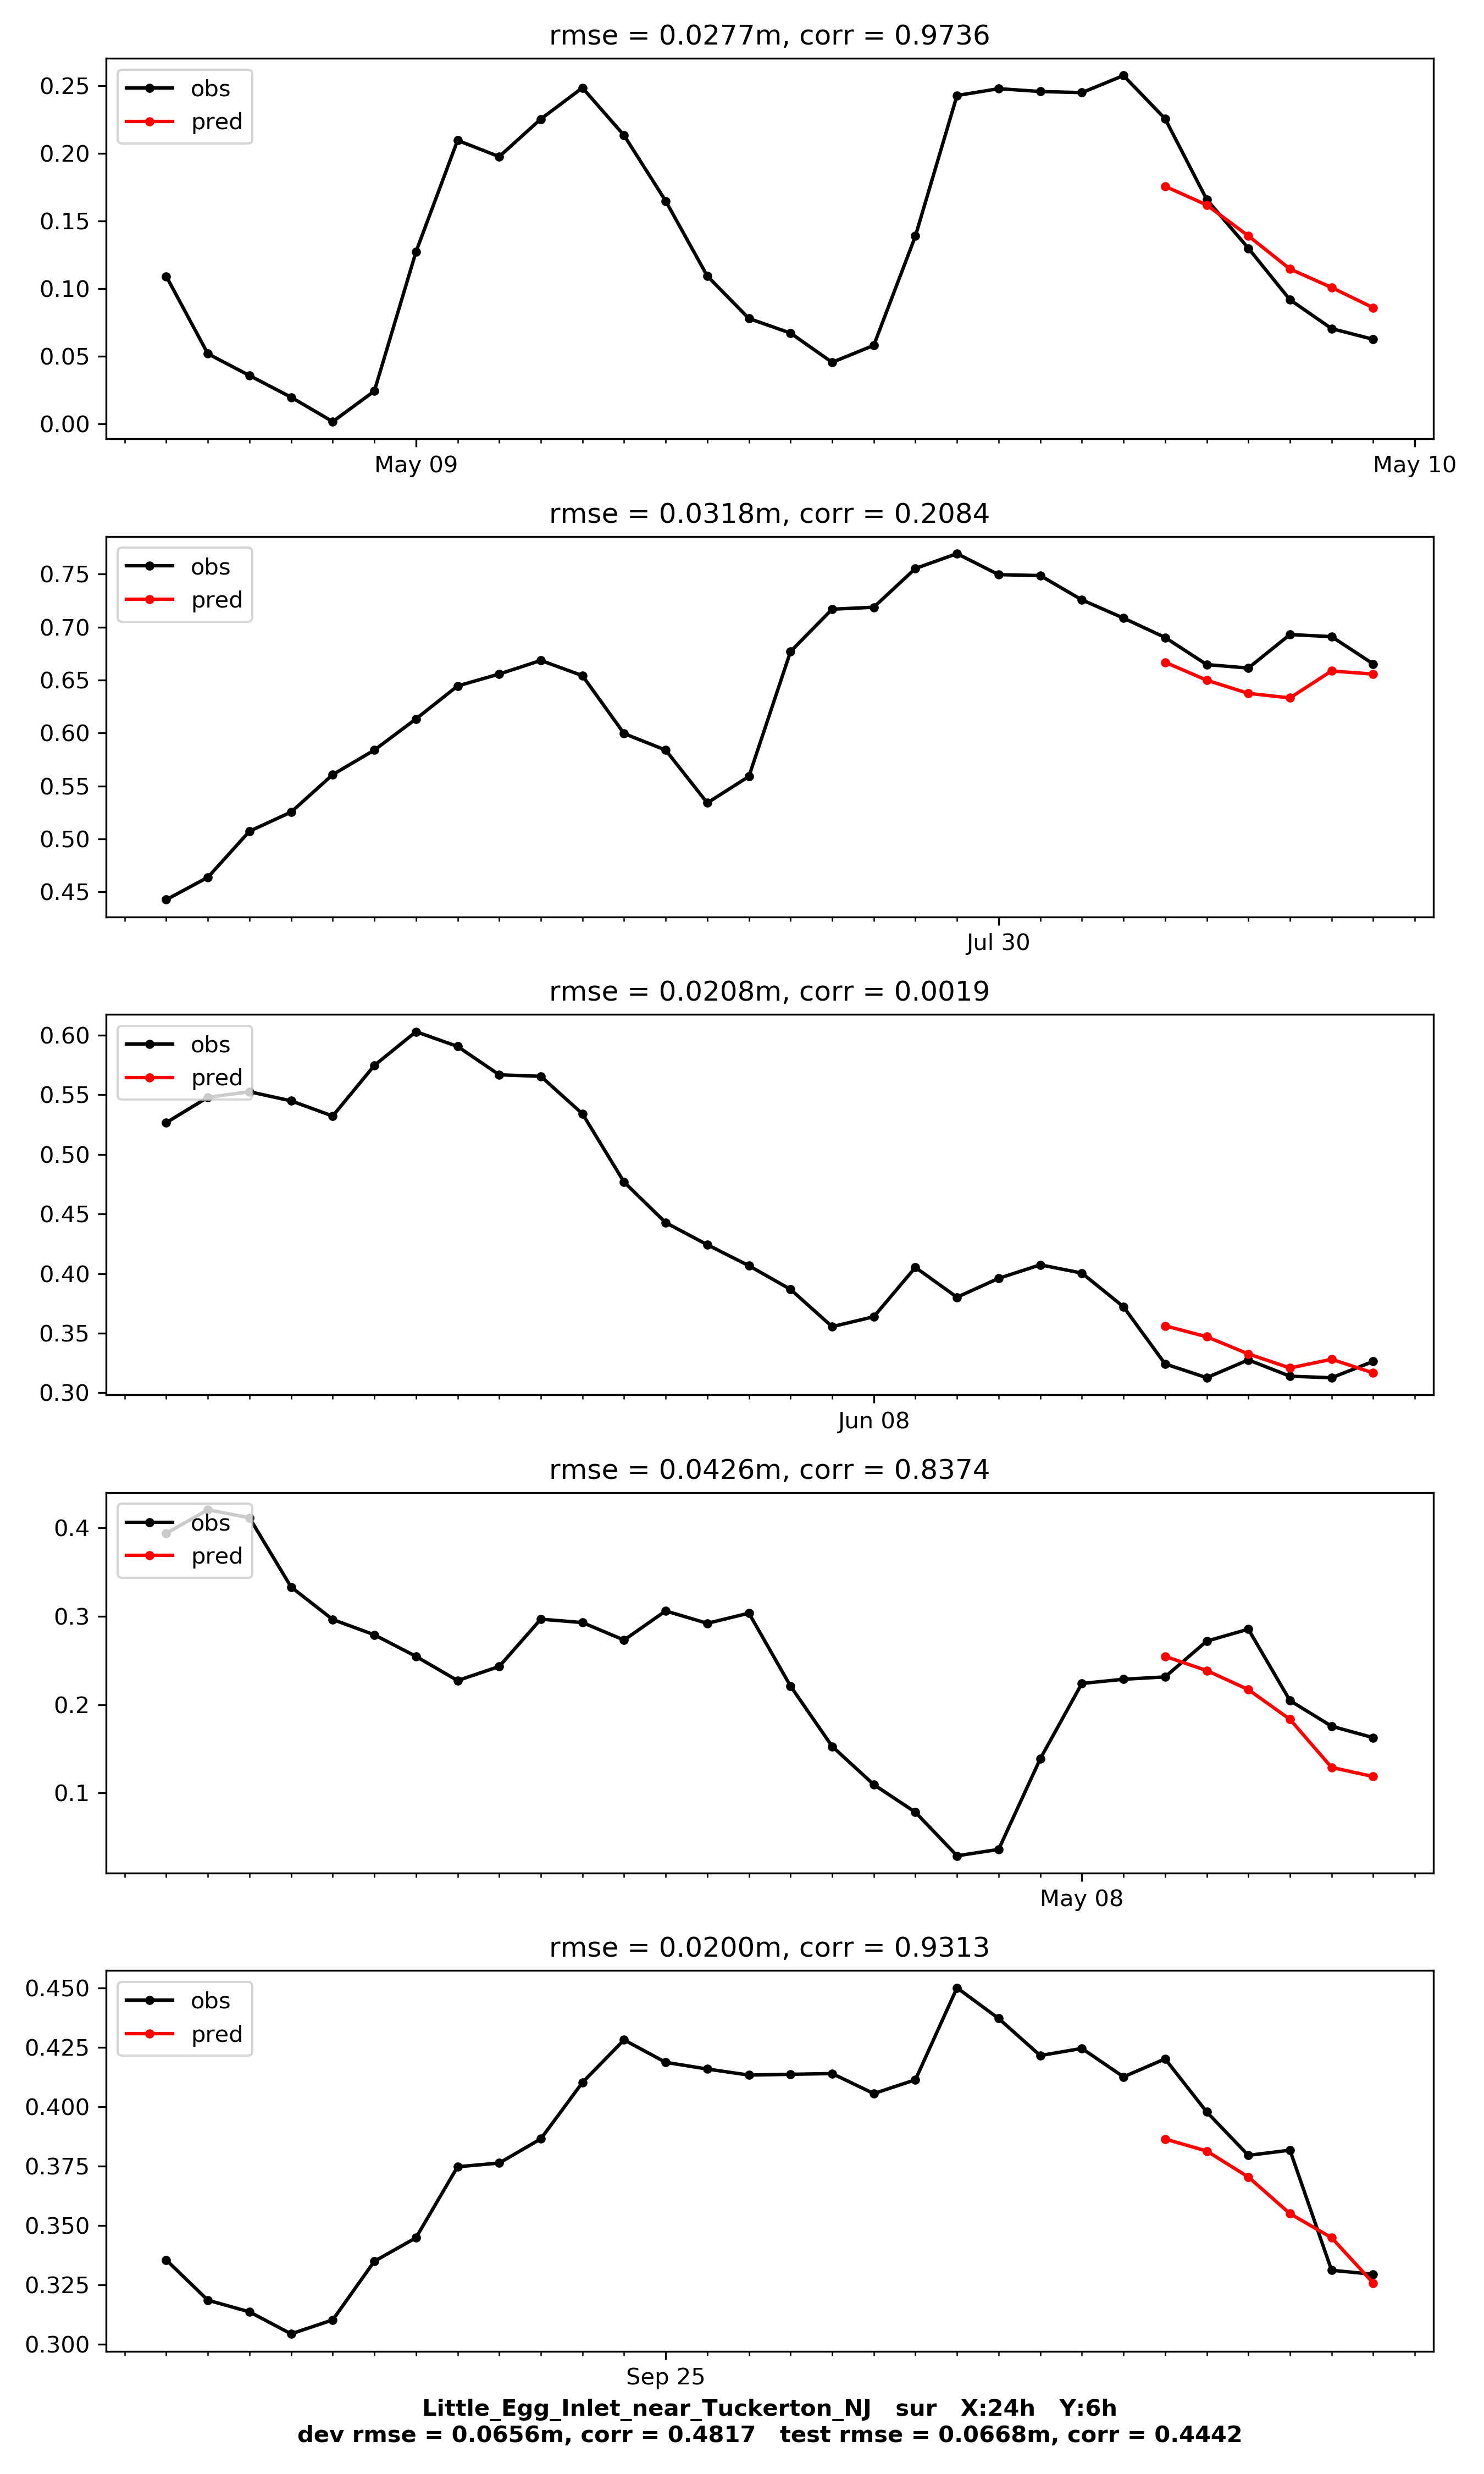 rmse = 0.0277m, corr = 0.9736
obs
pred
0.25
0.20
0.15
0.10
0.05
0.00
May 09
May 10
rmse = 0.0318m, corr = 0.2084
obs
pred
0.75
0.70
0.65
0.60
0.55
0.50
0.45
Jul 30
rmse = 0.0208m, corr = 0.0019
obs
pred
0.60
0.55
0.50
0.45
0.40
0.35
0.30
Jun 08
rmse = 0.0426m, corr = 0.8374
obs
pred
0.4
0.3
0.2
0.1
May 08
rmse = 0.0200m, corr = 0.9313
obs
pred
0.450
0.425
0.400
0.375
0.350
0.325
0.300
Sep 25
Little_Egg_Inlet_near_Tuckerton_NJ sur X:24h Y:6h
dev rmse = 0.0656m, corr = 0.4817 test rmse = 0.0668m, corr = 0.4442